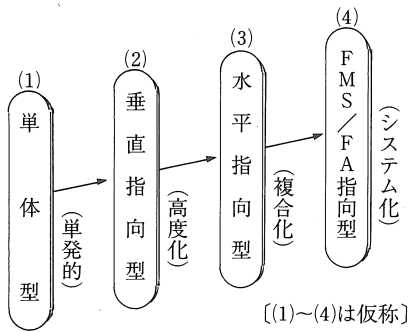 (1)
単体型
(単発的)
(2)
垂直指向型
(高度化)
(3)
水平指向型
(複合化)
(4)
FMS/FA指向型
(システム化)
〔(1)~(4)は仮称〕